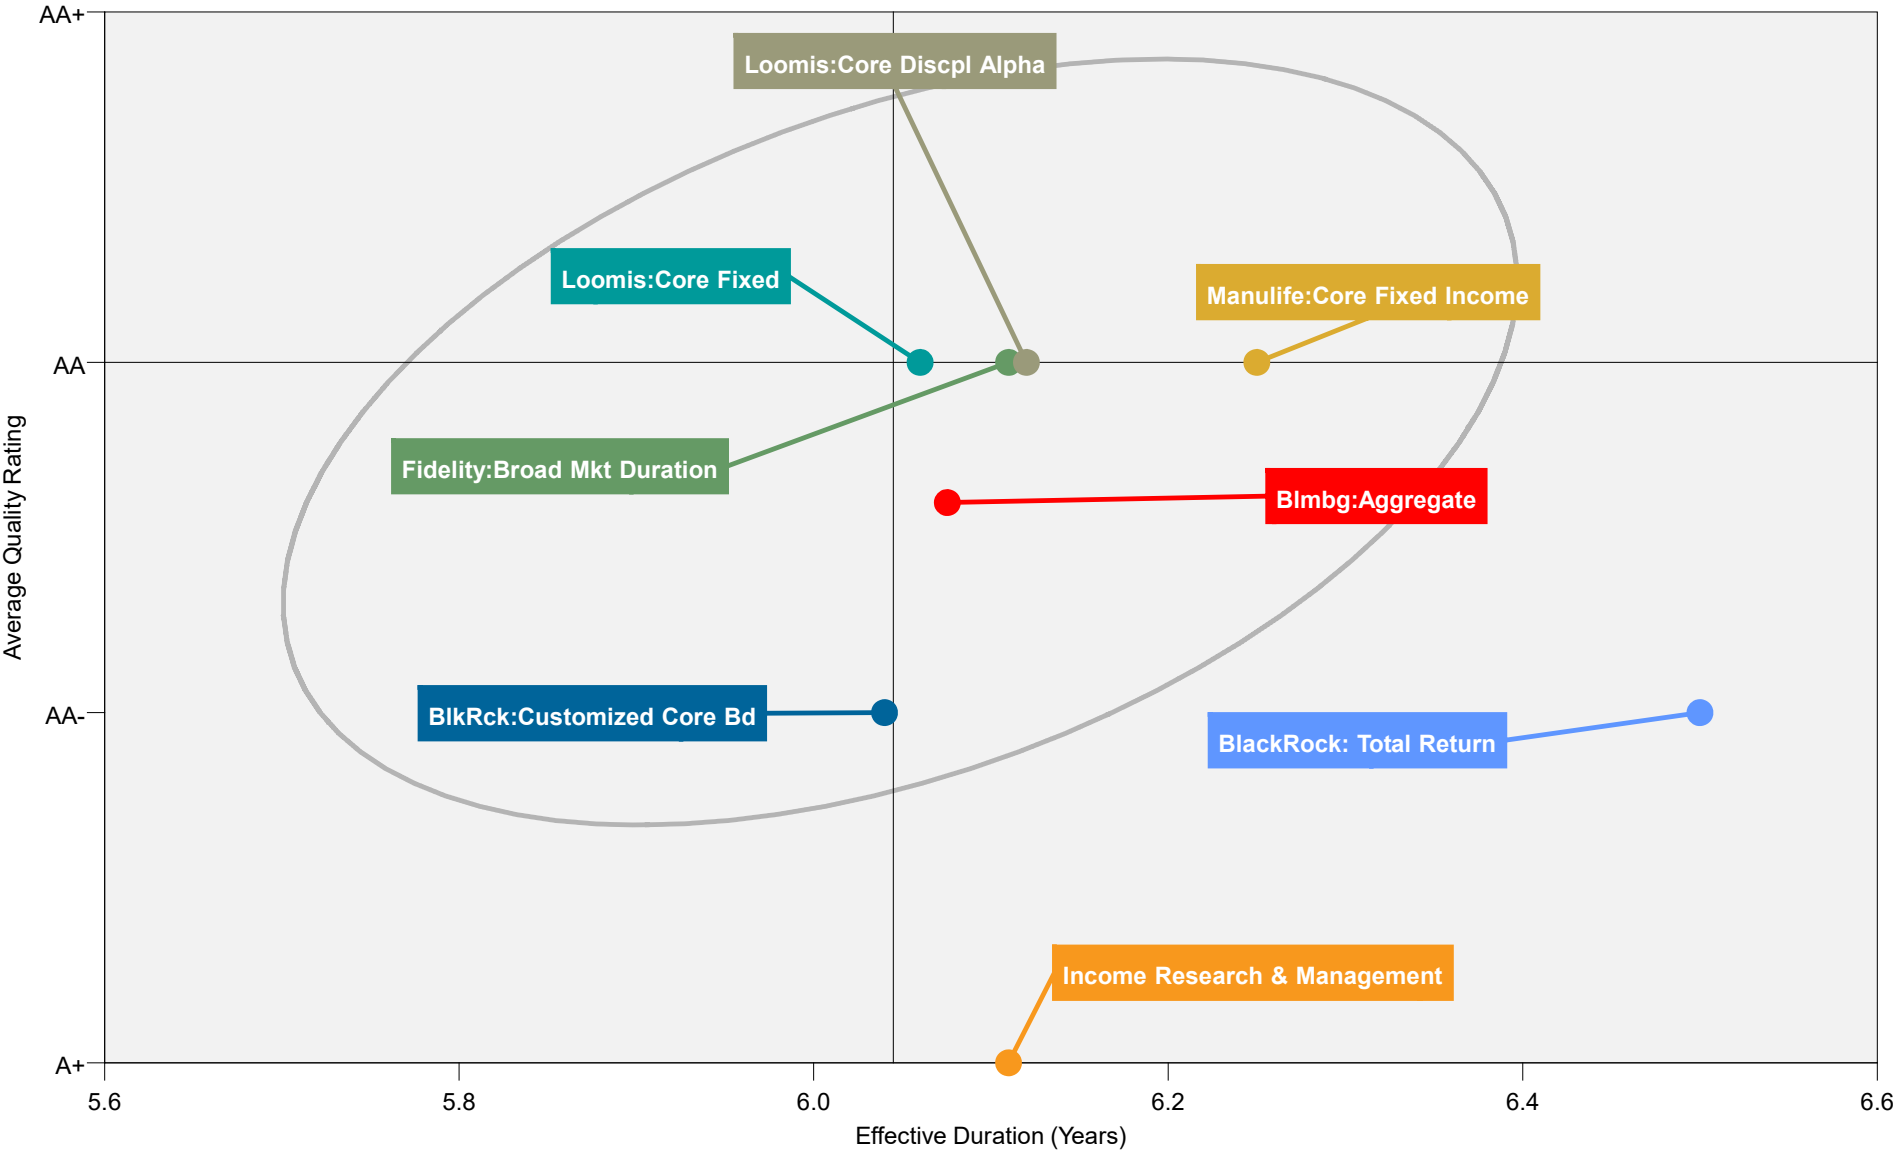 AA+
Loomis:Core Discpl Alpha
Loomis:Core Fixed
Manulife:Core Fixed Income
AA
Fidelity:Broad Mkt Duration
Blmbg:Aggregate
Average Quality Rating
BlkRck:Customized Core Bd
AA-
BlackRock: Total Return
Income Research & Management
A+
5.6 5.8 6.0 6.2 6.4 6.6
Effective Duration (Years)